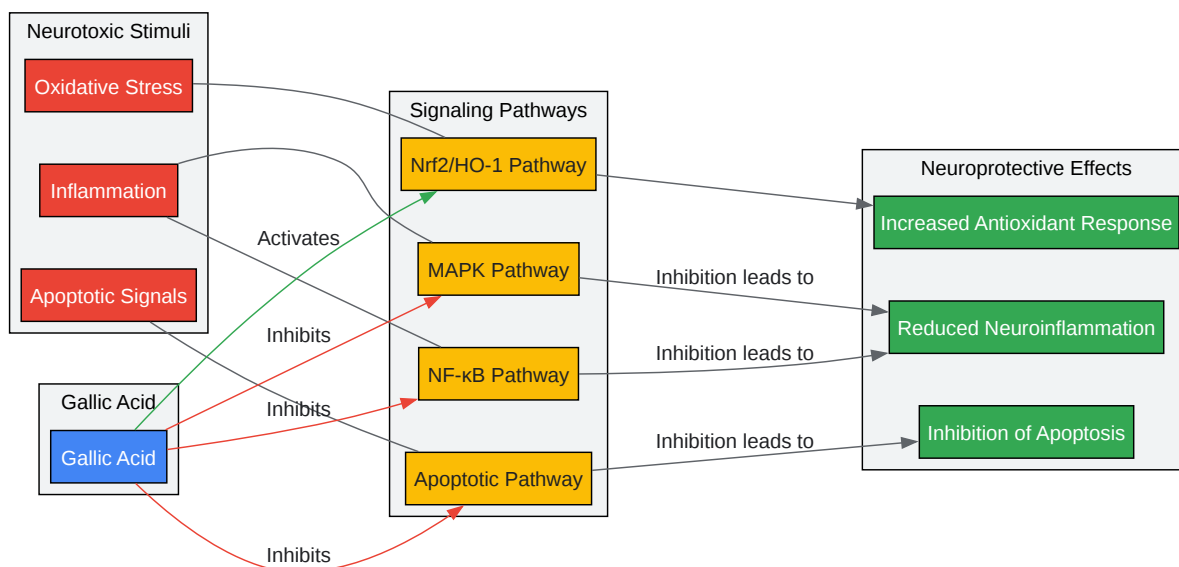 Neurotoxic Stimuli
Oxidative Stress
Inflammation
Apoptotic Signals
Gallic Acid
Gallic Acid
Activates
Inhibits
Inhibits
Inhibits
Signaling Pathways
Nrf2/HO-1 Pathway
MAPK Pathway
NF-κB Pathway
Apoptotic Pathway
Inhibition leads to
Inhibition leads to
Inhibition leads to
Neuroprotective Effects
Increased Antioxidant Response
Reduced Neuroinflammation
Inhibition of Apoptosis